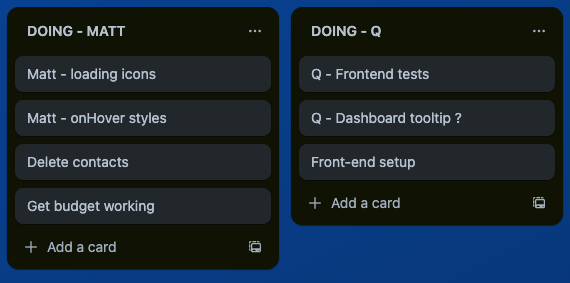 DOING - MATT
Matt - loading icons
Matt - onHover styles
Delete contacts
Get budget working
Add a card
DOING - Q
Q - Frontend tests
Q - Dashboard tooltip ?
Front-end setup
Add a card